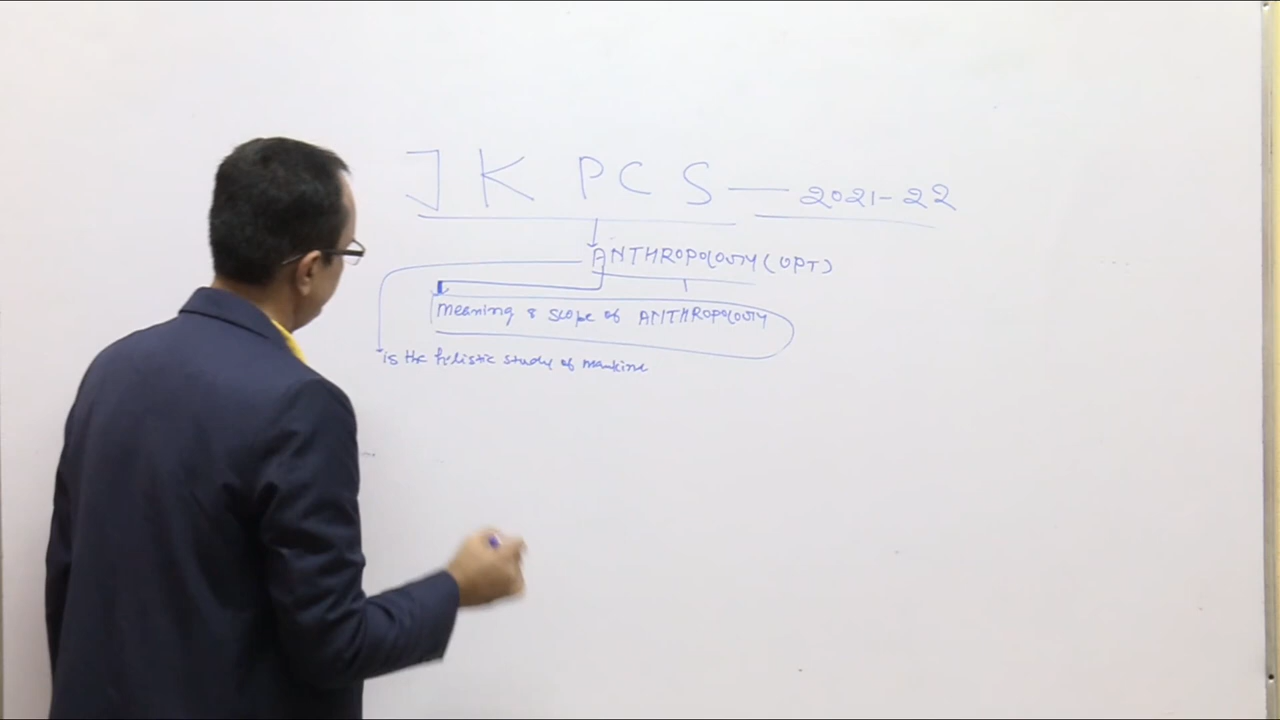 JKPCS — 2021-22
ANTHROPOLOGY (OPT)
Meaning & scope of ANTHROPOLOGY
is the holistic study of mankind